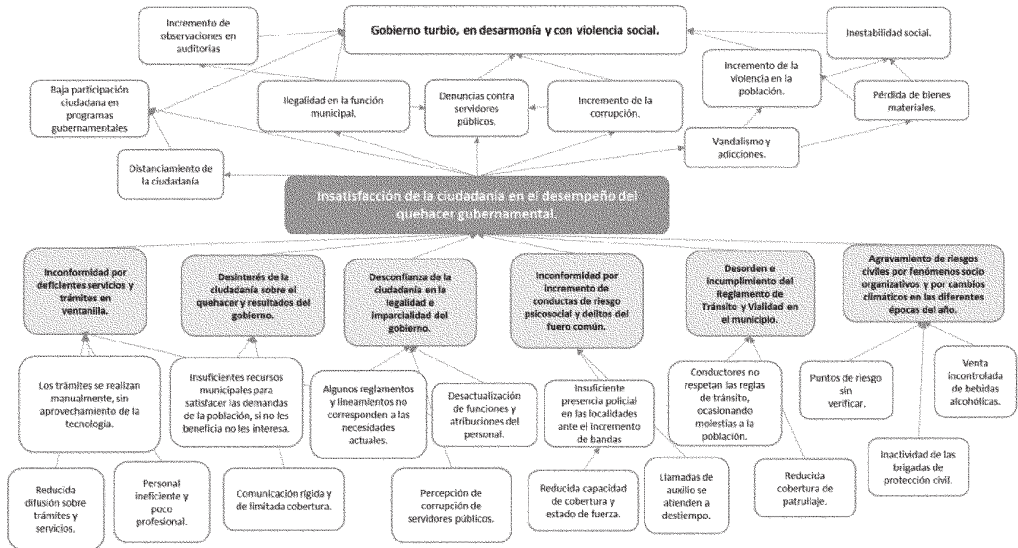 Incremento de
observaciones en
auditorias
Gobierno turbio, en desarmonía y con violencia social.
Inestabilidad social.
Baja participación
ciudadana en
programas
gubernamentales
Ilegalidad en la función
municipal.
Denuncias contra
servidores
públicos.
Incremento de la
corrupción.
Incremento de la
violencia en la
población.
Pérdida de bienes
materiales.
Distanciamiento de
la ciudadanía
Vandalismo y
adicciones.
Insatisfacción de la ciudadanía en el desempeño del
quehacer gubernamental.
Inconformidad por
deficientes servicios y
trámites en
ventanilla.
Desinterés de la
ciudadanía sobre el
quehacer y resultados del
gobierno.
Desconfianza de la
ciudadanía en la
legalidad e
imparcialidad del
gobierno.
Inconformidad por
incremento de
conductas de riesgo
psicosocial y delitos del
fuero común.
Desorden e
incumplimiento del
Reglamento de
Tránsito y Vialidad en
el municipio.
Agravamiento de riesgos
civiles por fenómenos socio
organizativos y por cambios
climáticos en las diferentes
épocas del año.
Los trámites se realizan
manualmente, sin
aprovechamiento de la
tecnología.
Insuficientes recursos
municipales para
satisfacer las demandas
de la población, si no les
beneficia no les interesa.
Algunos reglamentos
y lineamientos no
corresponden a las
necesidades
actuales.
Desactualización
de funciones y
atribuciones del
personal.
Insuficiente
presencia policial
en las localidades
ante el incremento
de bandas
Conductores no
respetan las reglas
de tránsito,
ocasionando
molestias a la
población.
Puntos de riesgo
sin
verificar.
Venta
incontrolada
de bebidas
alcohólicas.
Reducida
difusión sobre
trámites y
servicios.
Personal
ineficiente y
poco
profesional.
Comunicación rígida y
de limitada cobertura.
Percepción de
corrupción de
servidores públicos.
Reducida capacidad
de cobertura y
estado de fuerza.
Llamadas de
auxilio se
atienden a
destiempo.
Reducida
cobertura de
patrullaje.
Inactividad de las
brigadas de
protección civil.